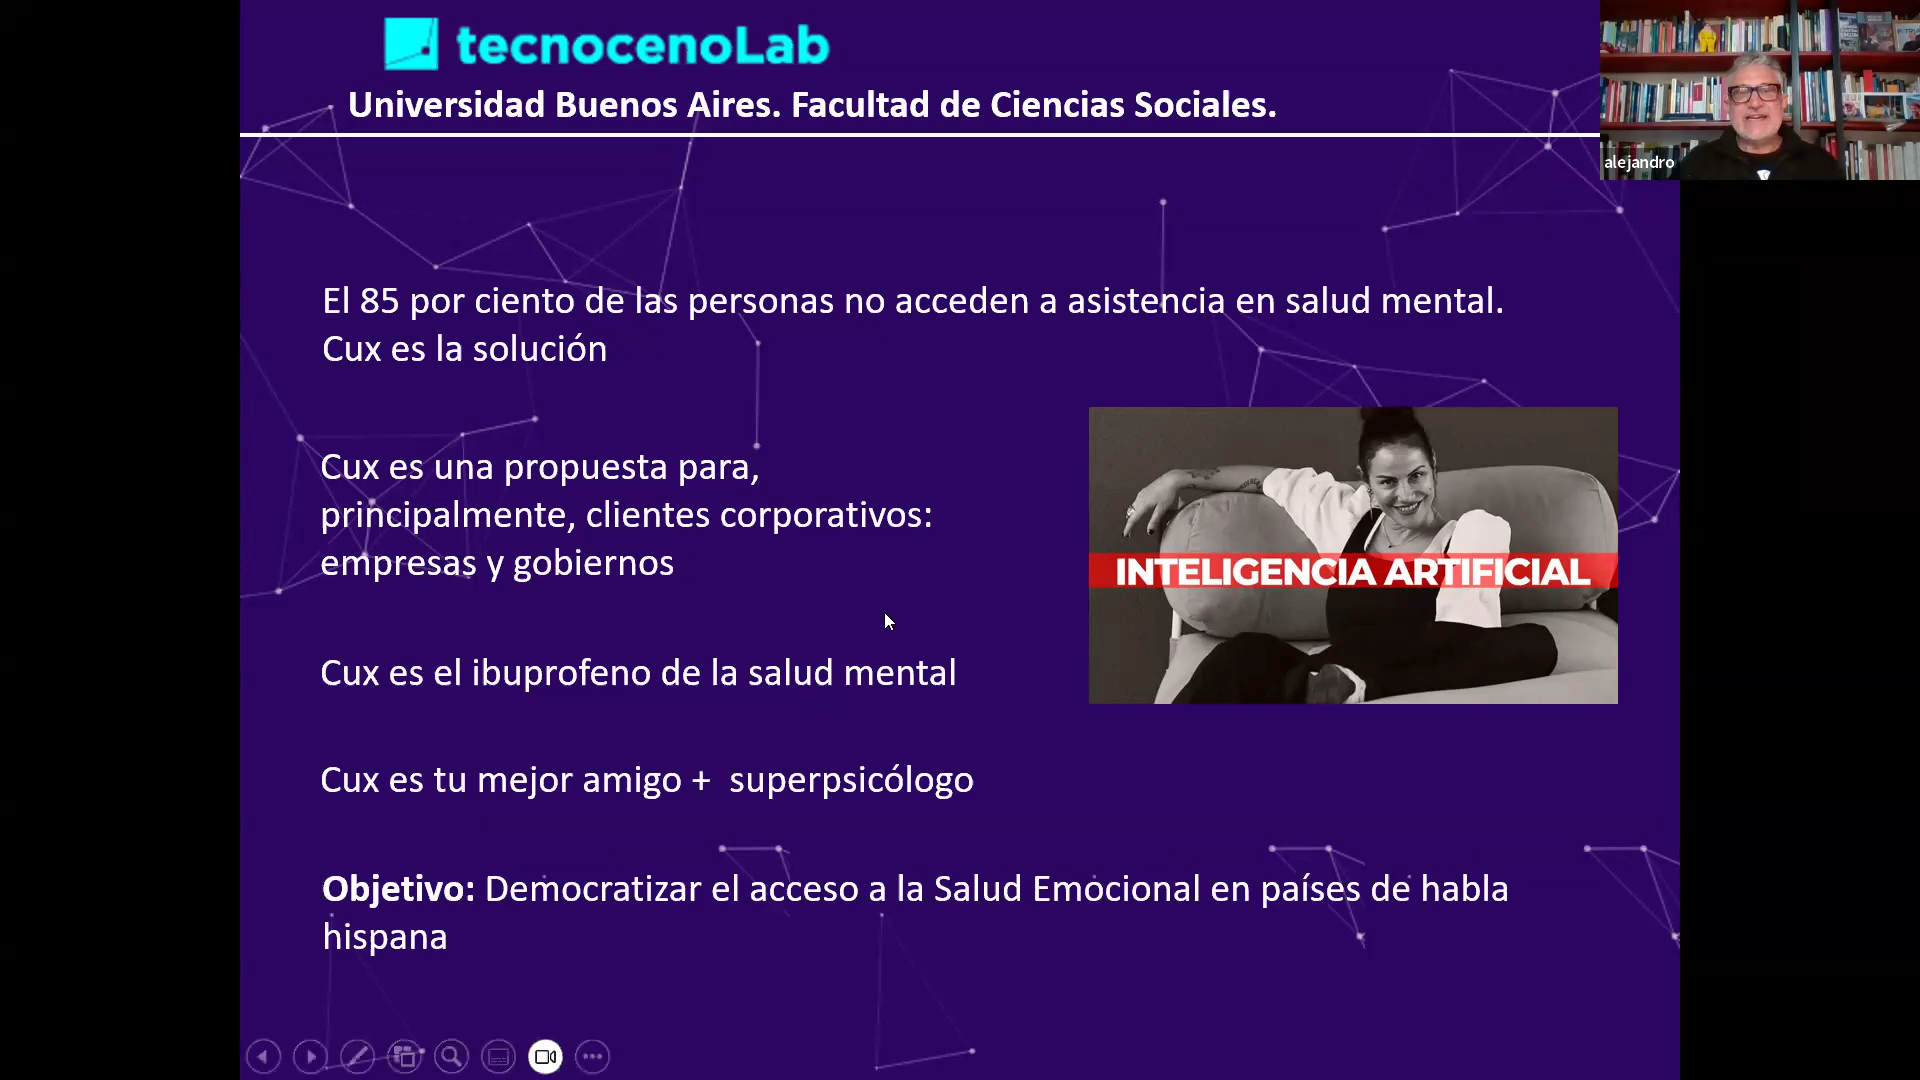 tecnocenoLab
Universidad Buenos Aires. Facultad de Ciencias Sociales.
alejandro
El 85 por ciento de las personas no acceden a asistencia en salud mental.
Cux es la solución
Cux es una propuesta para,
principalmente, clientes corporativos:
empresas y gobiernos
INTELIGENCIA ARTIFICIAL
Cux es el ibuprofeno de la salud mental
Cux es tu mejor amigo +  superpsicólogo
Objetivo: Democratizar el acceso a la Salud Emocional en países de habla
hispana